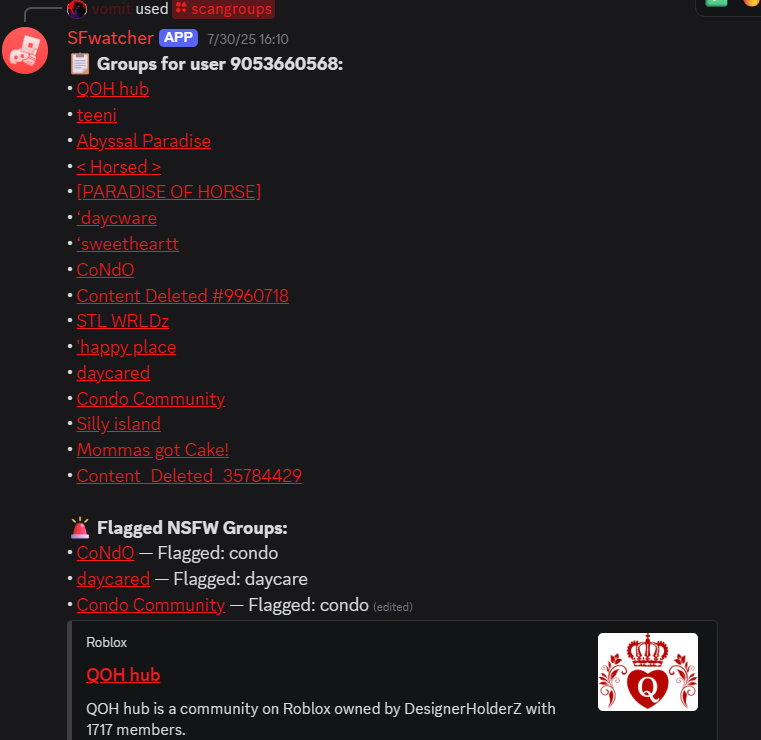 vomit used scangroups
SFwatcher APP 7/30/25 16:10
📋 Groups for user 9053660568:
• QOH hub
• teeni
• Abyssal Paradise
• < Horsed >
• [PARADISE OF HORSE]
• ‘daycware
• ‘sweetheartt
• CoNdO
• Content Deleted #9960718
• STL WRLDz
• 'happy place
• daycared
• Condo Community
• Silly island
• Mommas got Cake!
• Content_Deleted_35784429
🚨 Flagged NSFW Groups:
• CoNdO — Flagged: condo
• daycared — Flagged: daycare
• Condo Community — Flagged: condo (edited)
Roblox
QOH hub
Q
QOH hub is a community on Roblox owned by DesignerHolderZ with
1717 members.